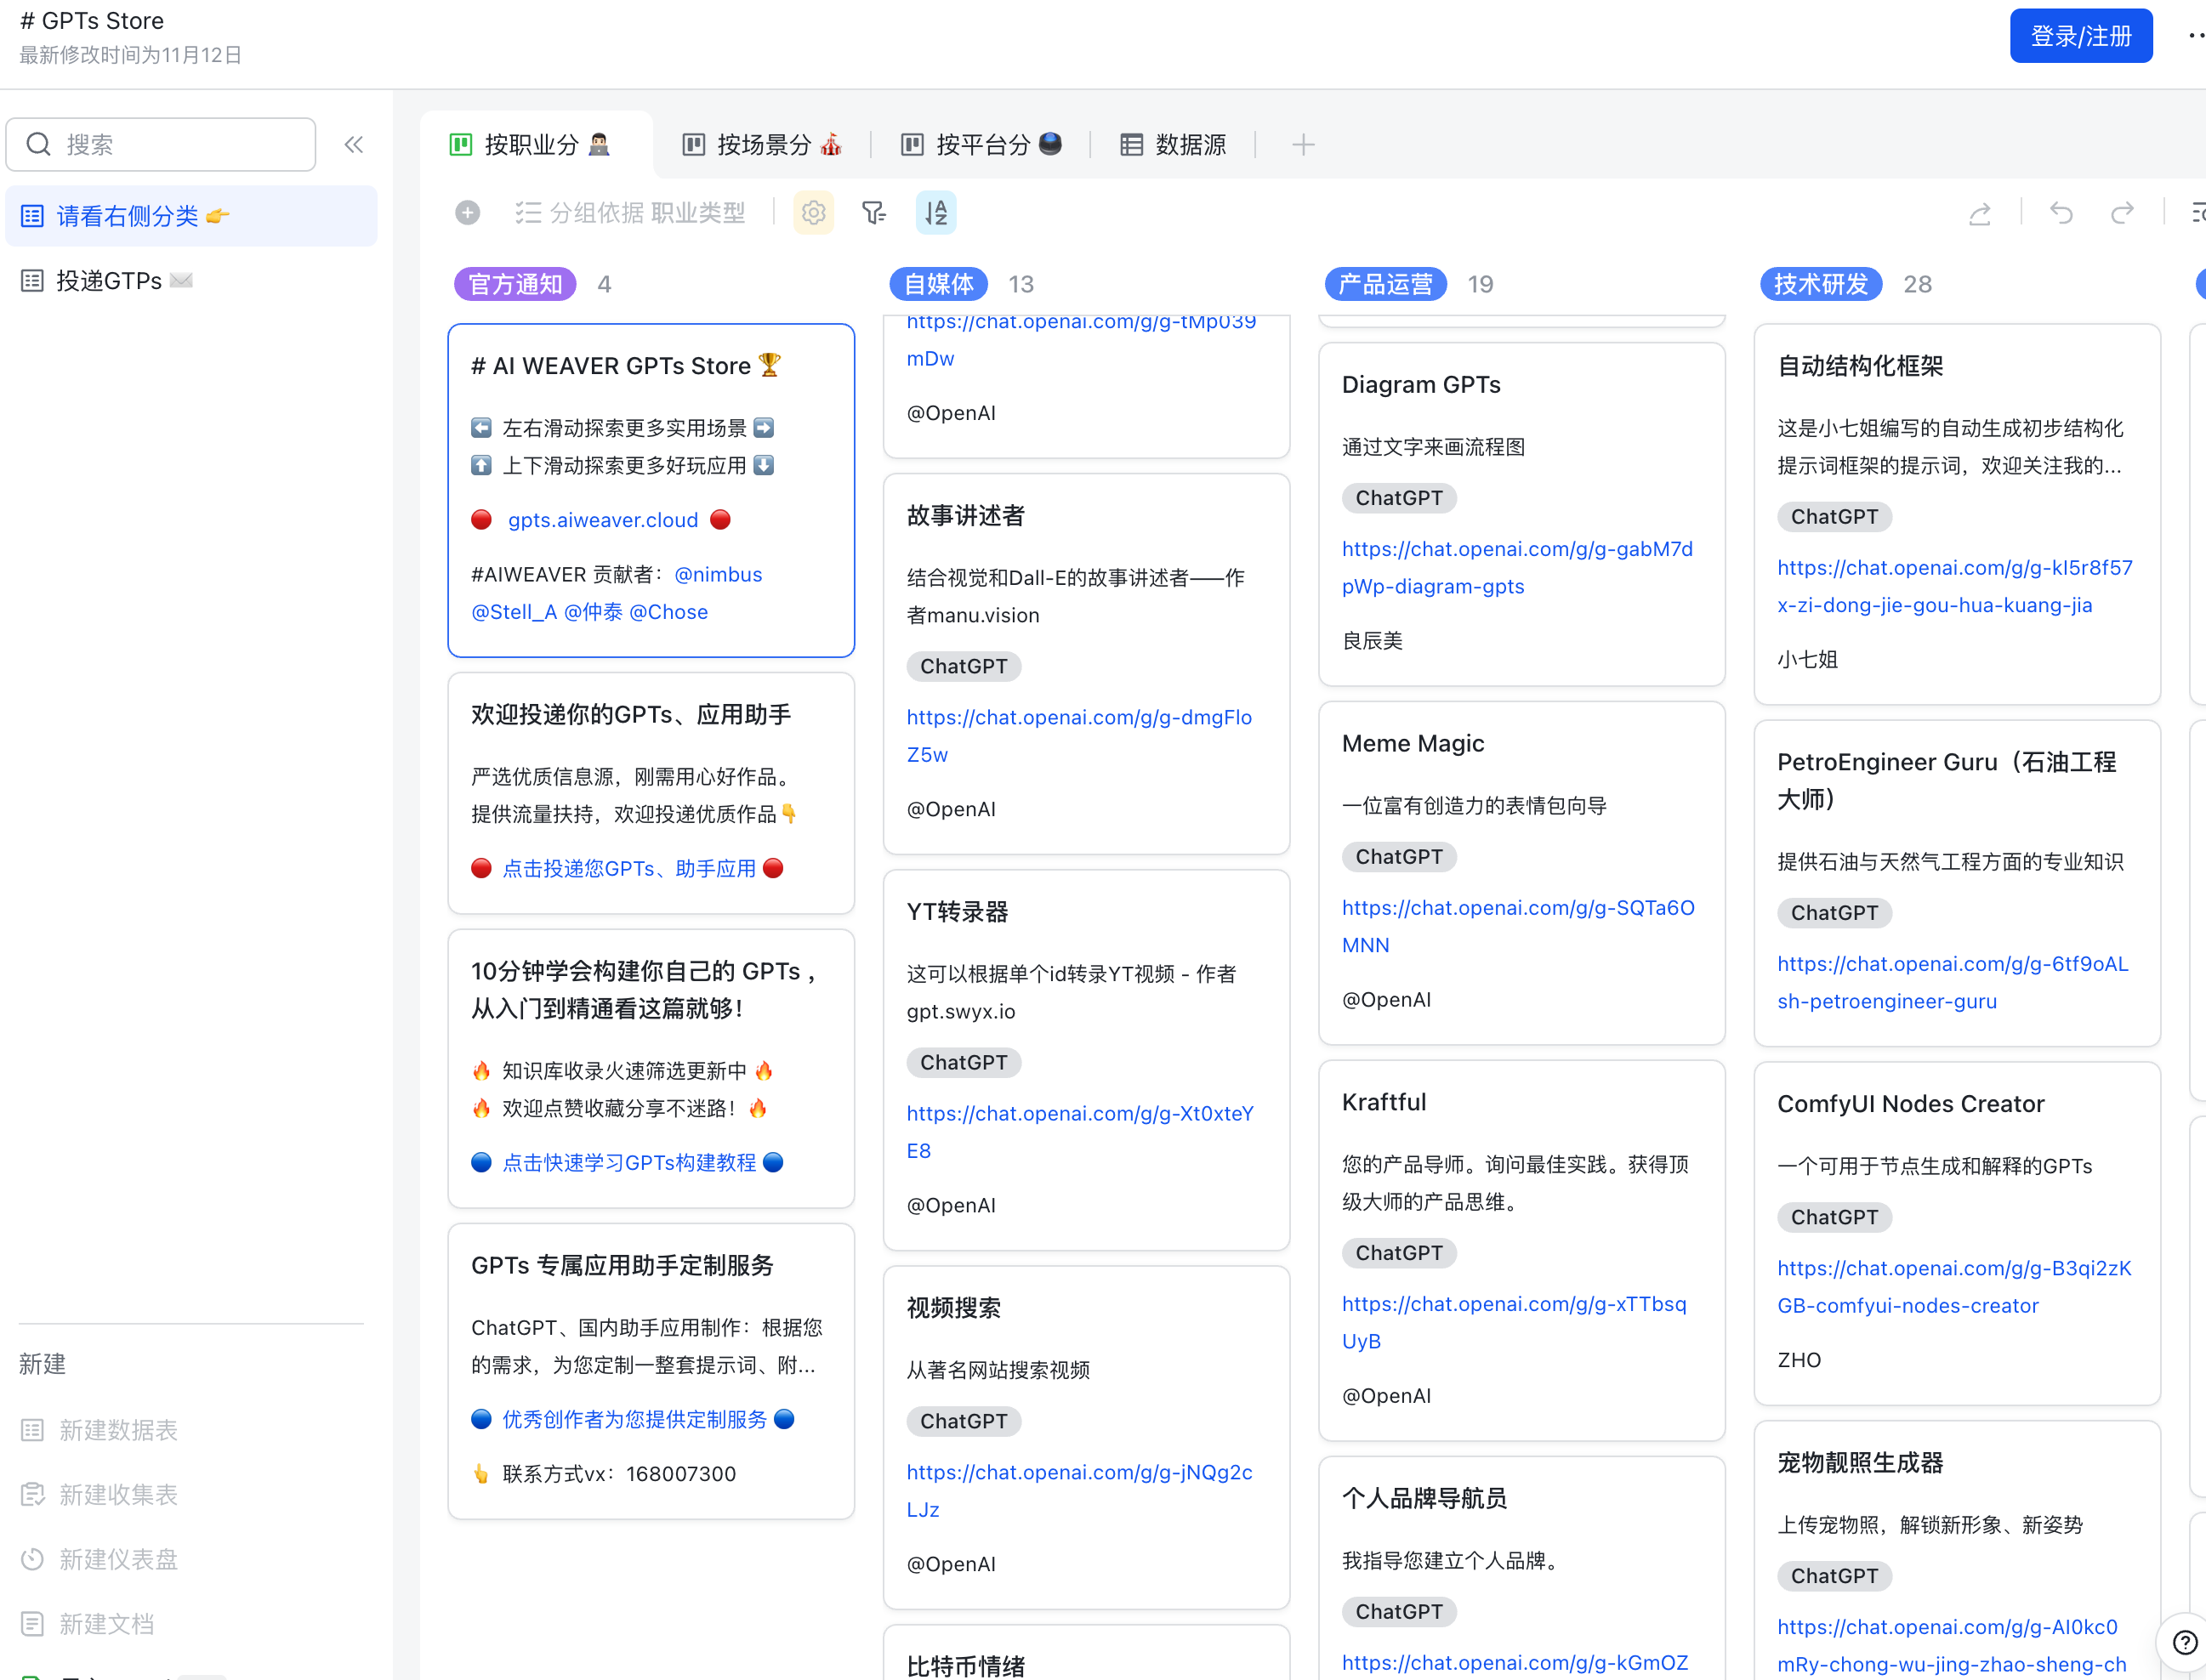 # GPTs Store
最新修改时间为11月12日
登录/注册
搜索
请看右侧分类
投递GTPs
新建
新建数据表
新建收集表
新建仪表盘
新建文档
按职业分
按场景分
按平台分
数据源
分组依据 职业类型
官方通知 4
# AI WEAVER GPTs Store
左右滑动探索更多实用场景
上下滑动探索更多好玩应用
gpts.aiweaver.cloud
#AIWEAVER 贡献者：@nimbus
@Stell_A @仲泰 @Chose
欢迎投递你的GPTs、应用助手
严选优质信息源，刚需用心好作品。
提供流量扶持，欢迎投递优质作品
点击投递您GPTs、助手应用
10分钟学会构建你自己的 GPTs ，
从入门到精通看这篇就够！
知识库收录火速筛选更新中
欢迎点赞收藏分享不迷路！
点击快速学习GPTs构建教程
GPTs 专属应用助手定制服务
ChatGPT、国内助手应用制作：根据您
的需求，为您定制一整套提示词、附...
优秀创作者为您提供定制服务
联系方式vx：168007300
自媒体 13
https://chat.openai.com/g/g-tMp039
mDw
@OpenAI
故事讲述者
结合视觉和Dall-E的故事讲述者——作
者manu.vision
ChatGPT
https://chat.openai.com/g/g-dmgFlo
Z5w
@OpenAI
YT转录器
这可以根据单个id转录YT视频 - 作者
gpt.swyx.io
ChatGPT
https://chat.openai.com/g/g-Xt0xteY
E8
@OpenAI
视频搜索
从著名网站搜索视频
ChatGPT
https://chat.openai.com/g/g-jNQg2c
LJz
@OpenAI
比特币情绪
产品运营 19
Diagram GPTs
通过文字来画流程图
ChatGPT
https://chat.openai.com/g/g-gabM7d
pWp-diagram-gpts
良辰美
Meme Magic
一位富有创造力的表情包向导
ChatGPT
https://chat.openai.com/g/g-SQTa6O
MNN
@OpenAI
Kraftful
您的产品导师。询问最佳实践。获得顶
级大师的产品思维。
ChatGPT
https://chat.openai.com/g/g-xTTbsq
UyB
@OpenAI
个人品牌导航员
我指导您建立个人品牌。
ChatGPT
https://chat.openai.com/g/g-kGmOZ
技术研发 28
自动结构化框架
这是小七姐编写的自动生成初步结构化
提示词框架的提示词，欢迎关注我的...
ChatGPT
https://chat.openai.com/g/g-kI5r8f57
x-zi-dong-jie-gou-hua-kuang-jia
小七姐
PetroEngineer Guru（石油工程
大师）
提供石油与天然气工程方面的专业知识
ChatGPT
https://chat.openai.com/g/g-6tf9oAL
sh-petroengineer-guru
ComfyUI Nodes Creator
一个可用于节点生成和解释的GPTs
ChatGPT
https://chat.openai.com/g/g-B3qi2zK
GB-comfyui-nodes-creator
ZHO
宠物靓照生成器
上传宠物照，解锁新形象、新姿势
ChatGPT
https://chat.openai.com/g/g-AI0kc0
mRy-chong-wu-jing-zhao-sheng-ch